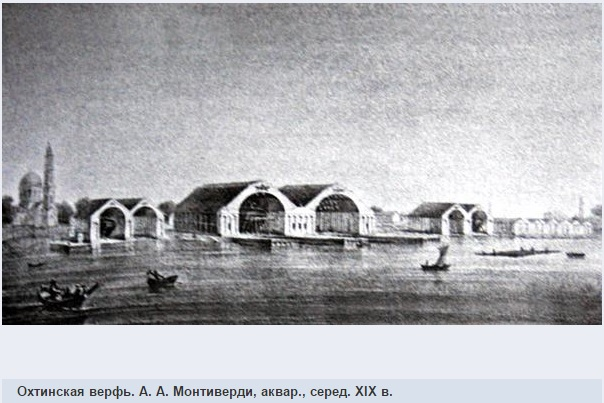 Охтинская верфь. А. А. Монтиверди, аквар., серед. XIX в.